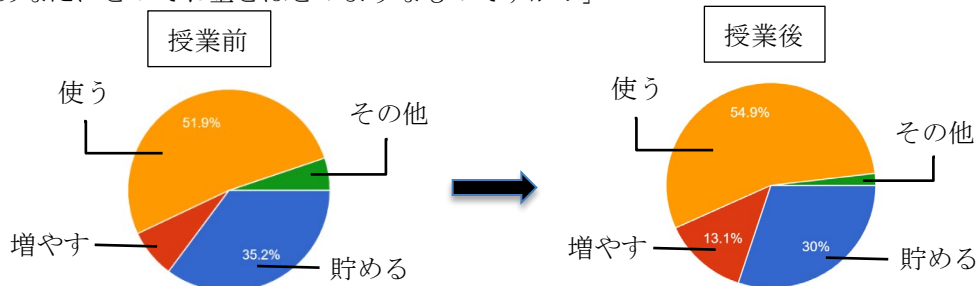 授業前
授業後
使う
51.9%
その他
増やす
35.2%
貯める
使う
54.9%
その他
増やす
13.1%
30%
貯める